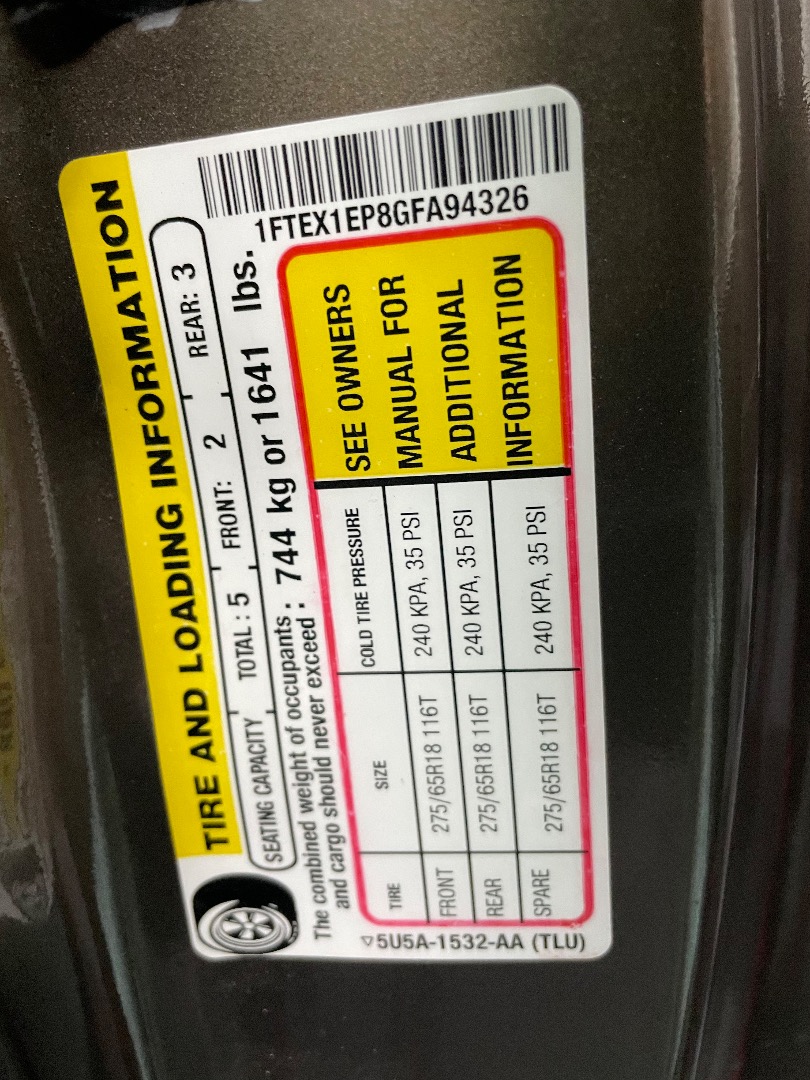 TIRE AND LOADING INFORMATION
SEATING CAPACITY TOTAL : 5 FRONT: 2 REAR: 3
The combined weight of occupants and cargo should never exceed : 744 kg or 1641 lbs.
1FTEX1EP8GFA94326
TIRE SIZE COLD TIRE PRESSURE
FRONT 275/65R18 116T 240 KPA, 35 PSI
REAR 275/65R18 116T 240 KPA, 35 PSI
SPARE 275/65R18 116T 240 KPA, 35 PSI
SEE OWNERS
MANUAL FOR
ADDITIONAL
INFORMATION
▽5U5A-1532-AA (TLU)